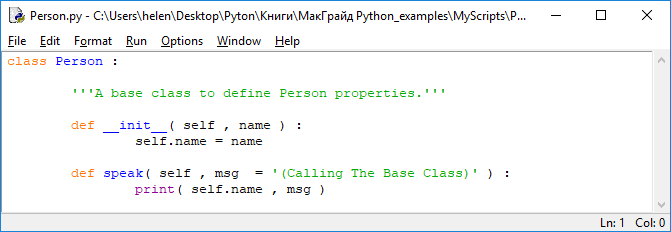 Person.py - C:\Users\helen\Desktop\Pyton\Книги\МакГрайд Python_examples\MyScripts\P...
File Edit Format Run Options Window Help
class Person :
'''A base class to define Person properties.'''
def __init__( self , name ) :
self.name = name
def speak( self , msg  = '(Calling The Base Class)' ) :
print( self.name , msg )
Ln: 1 Col: 0